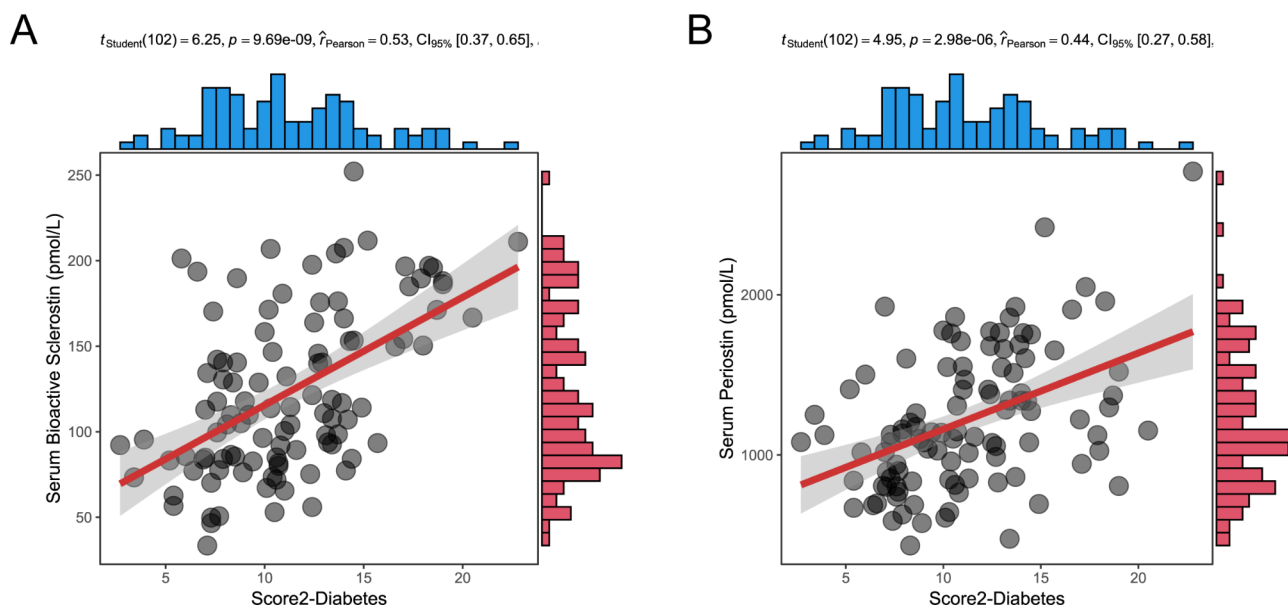 A
t_Student(102) = 6.25, p = 9.69e-09, r̂_Pearson = 0.53, CI_95% [0.37, 0.65],
250
200
150
100
50
Serum Bioactive Sclerostin (pmol/L)
5 10 15 20
Score2-Diabetes
B
t_Student(102) = 4.95, p = 2.98e-06, r̂_Pearson = 0.44, CI_95% [0.27, 0.58],
2000
1000
Serum Periostin (pmol/L)
5 10 15 20
Score2-Diabetes